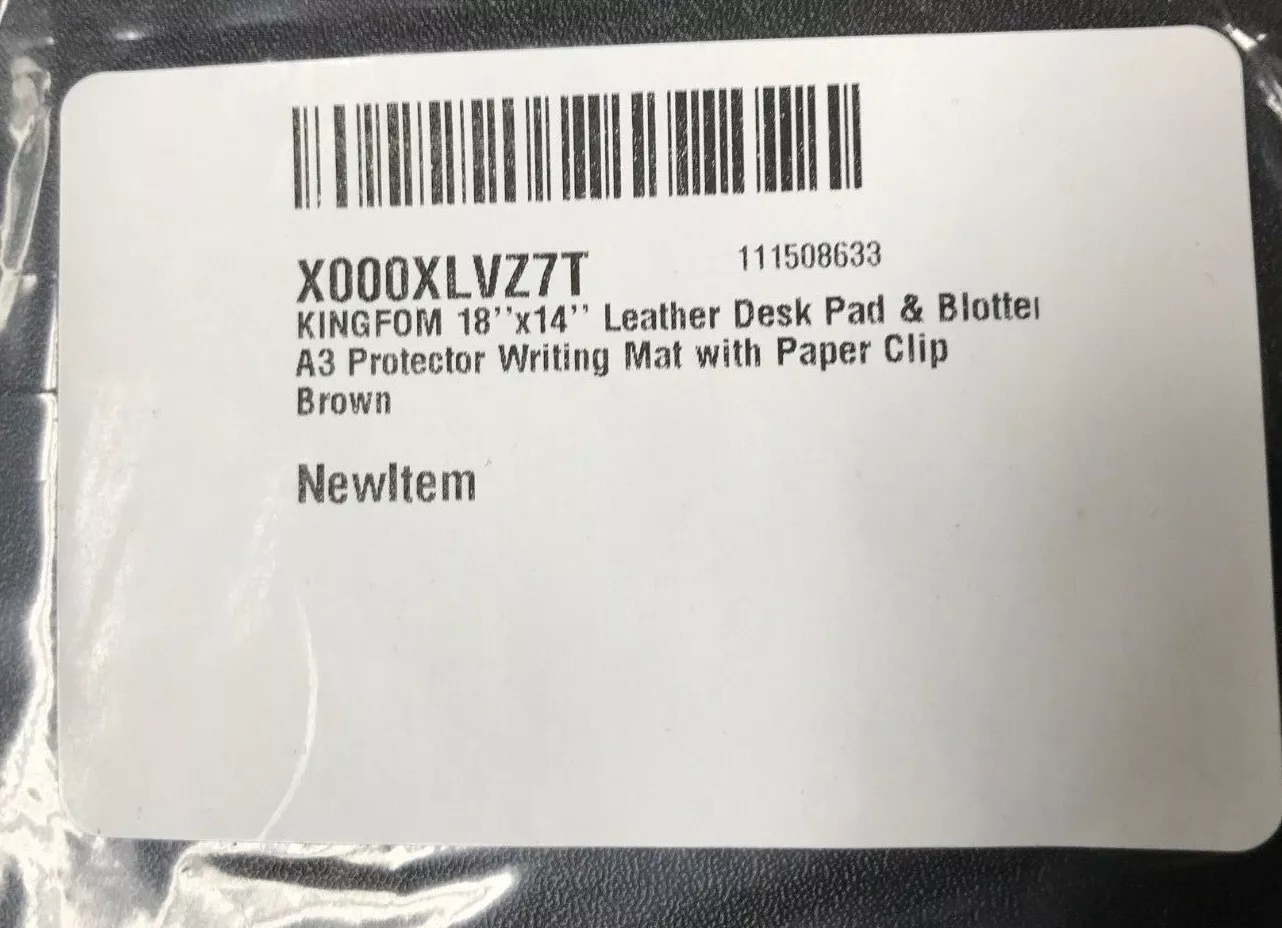 X000XLVZ7T 111508633
KINGFOM 18''x14'' Leather Desk Pad & Blotter
A3 Protector Writing Mat with Paper Clip
Brown
NewItem